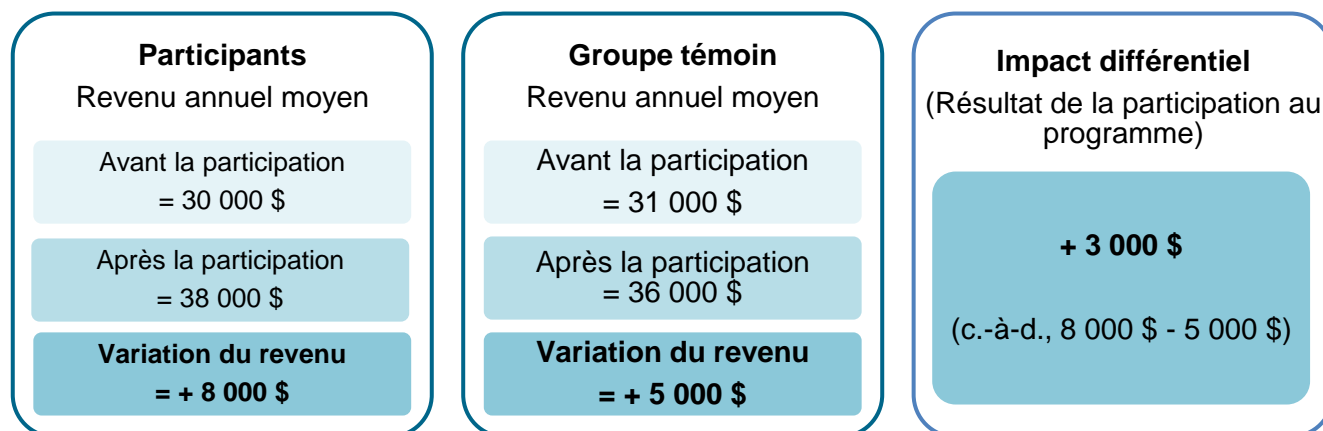 Participants
Revenu annuel moyen
Avant la participation
= 30 000 $
Après la participation
= 38 000 $
Variation du revenu
= + 8 000 $
Groupe témoin
Revenu annuel moyen
Avant la participation
= 31 000 $
Après la participation
= 36 000 $
Variation du revenu
= + 5 000 $
Impact différentiel
(Résultat de la participation au
programme)
+ 3 000 $
(c.-à-d., 8 000 $ - 5 000 $)